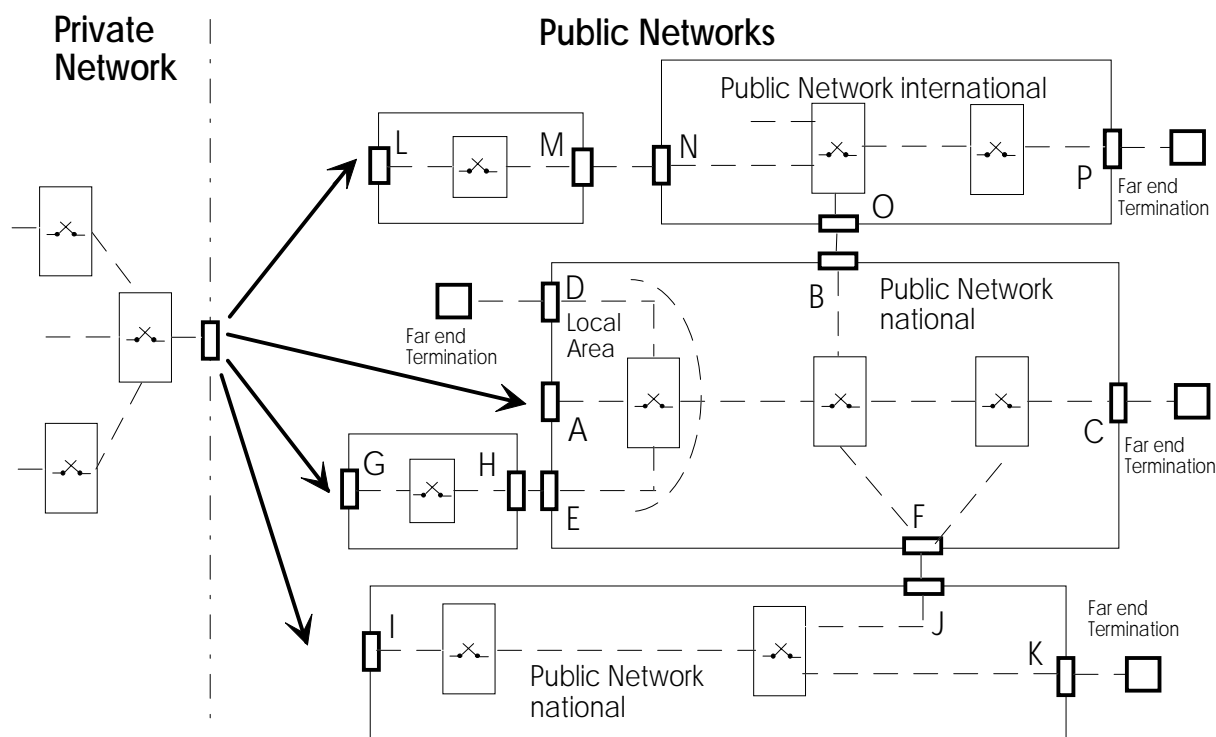 Private
Network
Public Networks
Public Network international
L
M
N
O
P
Far end
Termination
D
Local
Area
Far end
Termination
B
Public Network
national
A
C
Far end
Termination
G
H
E
F
I
J
K
Far end
Termination
Public Network
national